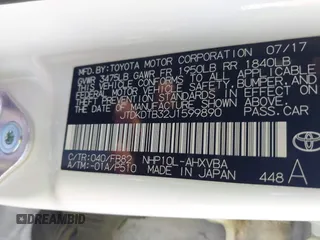 MFD. BY: TOYOTA MOTOR CORPORATION 07/17
GVWR 3475LB GAWR FR 1950LB RR 1840LB
THIS VEHICLE CONFORMS TO ALL APPLICABLE
FEDERAL MOTOR VEHICLE SAFETY, BUMPER, AND
THEFT PREVENTION STANDARDS IN EFFECT ON THE DATE OF
MANUFACTURE SHOWN ABOVE.
JTDKDTB32J1599890 PASS.CAR
C/TR:040/FB82 NHP10L-AHXVBA
A/TM:-01A/P510 MADE IN JAPAN 448 A
TOYOTA